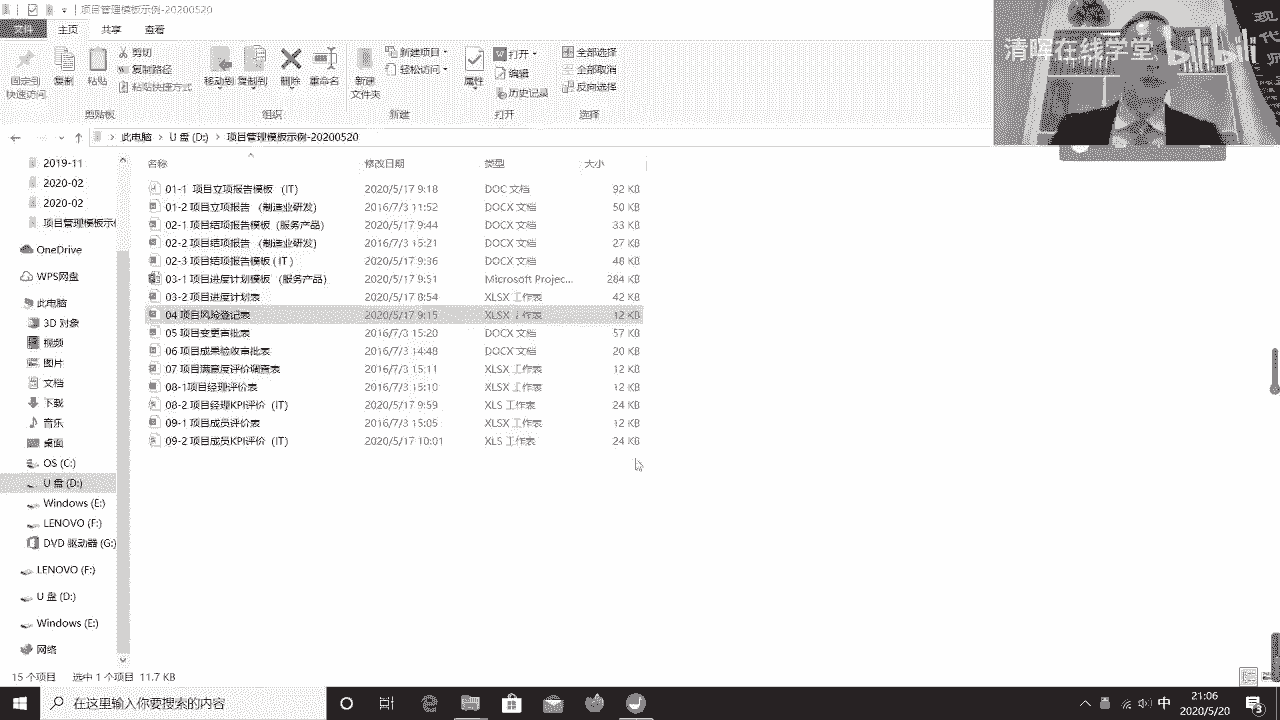 项目管理模板示例-20200520
文件 主页 共享 查看
固定到快速访问 复制 粘贴 剪切 复制路径 粘贴快捷方式 移动到 复制到 删除 重命名 新建文件夹 新建项目 轻松访问 属性 打开 编辑 历史记录 全部选择 全部取消 反向选择
剪贴板 组织 新建 打开 选择
清晖在线学堂 bilibili
此电脑 > U 盘 (D:) > 项目管理模板示例-20200520
名称 修改日期 类型 大小
01-1 项目立项报告模板 (IT) 2020/5/17 9:18 DOC 文档 92 KB
01-2 项目立项报告 (制造业研发) 2016/7/3 11:52 DOCX 文档 50 KB
02-1 项目结项报告模板 (服务产品) 2020/5/17 9:44 DOCX 文档 33 KB
02-2 项目结项报告 (制造业研发) 2016/7/3 15:21 DOCX 文档 27 KB
02-3 项目结项报告 ( IT ) 2020/5/17 9:36 DOCX 文档 48 KB
03-1 项目进度计划模板 (服务产品) 2020/5/17 9:51 Microsoft Projec... 284 KB
03-2 项目进度计划表 2020/5/17 8:54 XLSX 工作表 42 KB
04 项目风险登记表 2020/5/17 9:15 XLSX 工作表 12 KB
05 项目变更审批表 2016/7/3 15:20 DOCX 文档 57 KB
06 项目成果验收审批表 2016/7/3 14:48 DOCX 文档 20 KB
07 项目满意度评价调查表 2016/7/3 15:11 XLSX 工作表 12 KB
08-1项目经理评价表 2016/7/3 15:10 XLSX 工作表 12 KB
08-2 项目经理KPI评价 (IT) 2020/5/17 9:59 XLS 工作表 24 KB
09-1 项目成员评价表 2016/7/3 15:05 XLSX 工作表 12 KB
09-2 项目成员KPI评价 (IT) 2020/5/17 10:01 XLS 工作表 24 KB
2019-11
2020-02
2020-02
项目管理模板示
OneDrive
WPS网盘
此电脑
3D 对象
视频
图片
文档
下载
音乐
桌面
OS (C:)
U 盘 (D:)
Windows (E:)
LENOVO (F:)
DVD 驱动器 (G:)
LENOVO (F:)
U 盘 (D:)
Windows (E:)
网络
15 个项目 选中 1 个项目 11.7 KB
在这里输入你要搜索的内容
中
21:06
2020/5/20